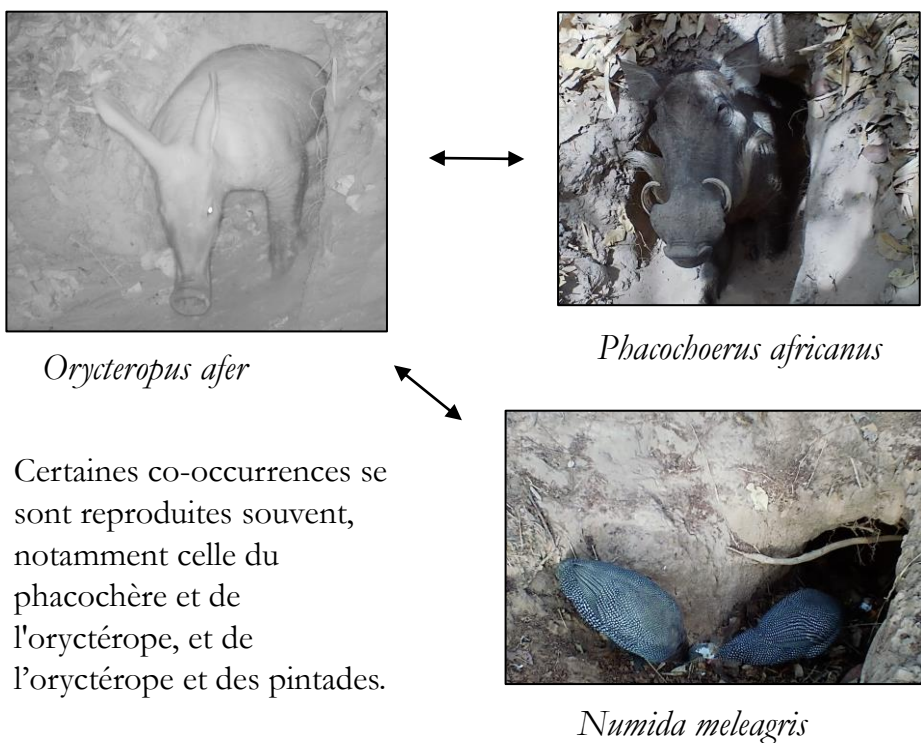 Orycteropus afer
Phacochoerus africanus
Certaines co-occurrences se
sont reproduites souvent,
notamment celle du
phacochère et de
l'oryctérope, et de
l’oryctérope et des pintades.
Numida meleagris